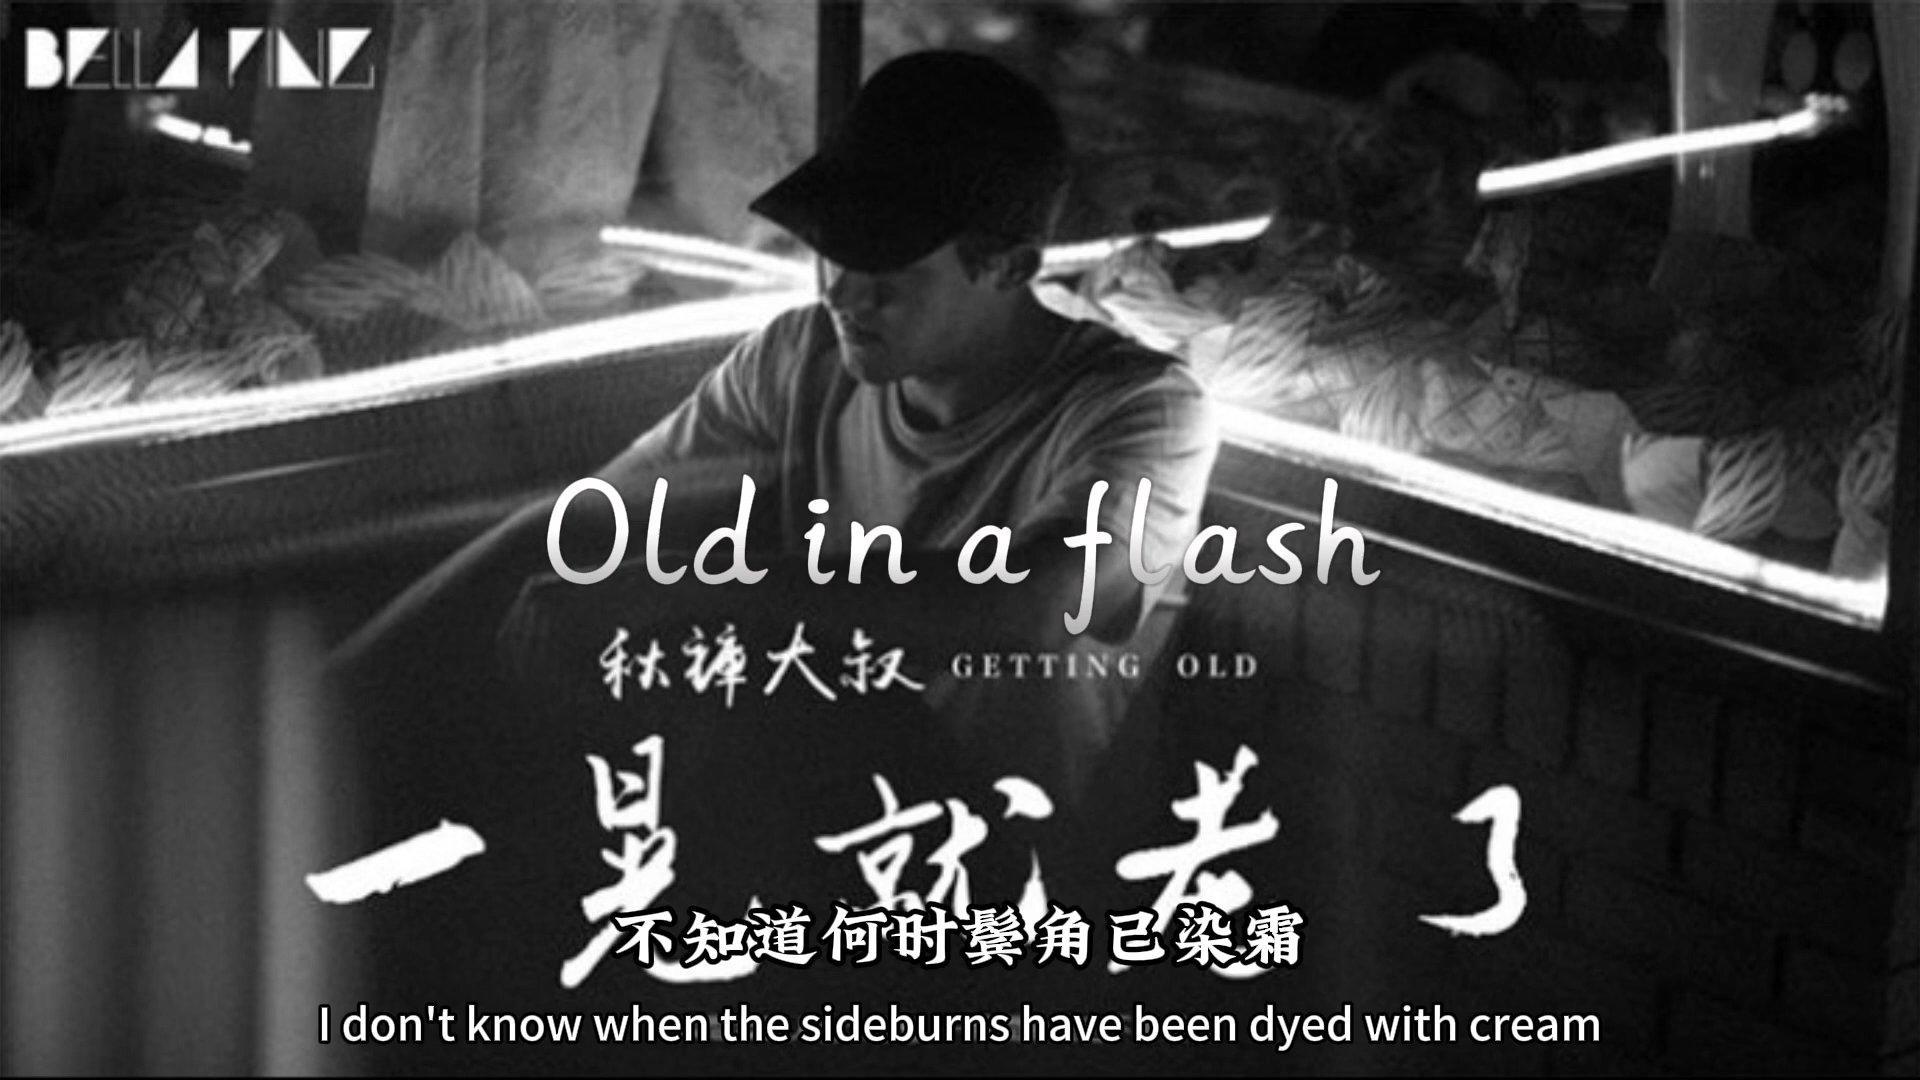 BELLA PING
Old in a flash
秋裤大叔 GETTING OLD
一晃就老了
不知道何时鬓角已染霜
I don't know when the sideburns have been dyed with cream